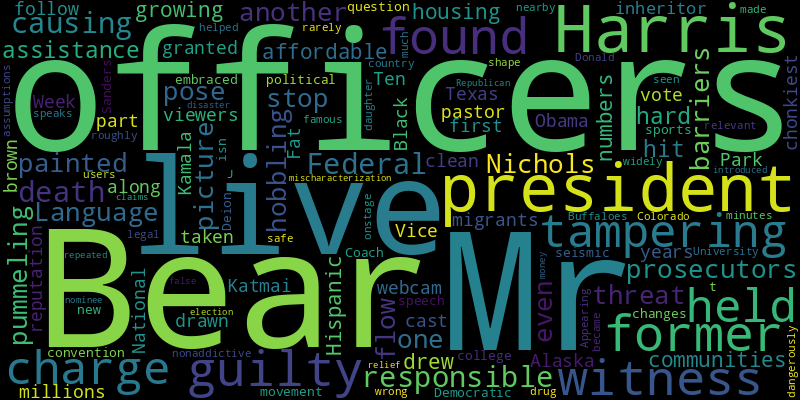 follow
growing
another
question
housing
nearby
inheritor
made
causing
helped
rarely
found
Harris
much
assistance
granted
affordable
country
shape
Donald
officers
embraced
political
Ten
Republican
seen
chonkiest
assumptions
Week
Sanders
pose
stop
daughter
Black
Texas
numbers
vote
barriers
speaks
part
viewers
pastor
first
Obama
hard
sports
relevant
roughly
disaster
famous
hit
widely
Park
introduced
brown
painted
Kamala
picture
isn
hobbling
Fat
Federal
clean
Nichols
users
claims
mischaracterization
death
along
live
president
Language
Deion
L
safe
onstage
Vice
migrants
Buffaloes
Colorado
minutes
legal
taken
tampering
pummeling
reputation
Bear
Mr
Coach
years
seismic
University
repeated
National
Katmai
Hispanic
webcam
flow
speech
even
money
prosecutors
t
new
nominee
drawn
false
election
cast
one
threat
held
changes
former
Appearing
became
convention
nonaddictive
drew
college
Alaska
communities
dangerously
charge
guilty
relief
responsible
witness
millions
movement
wrong
Democratic
drug